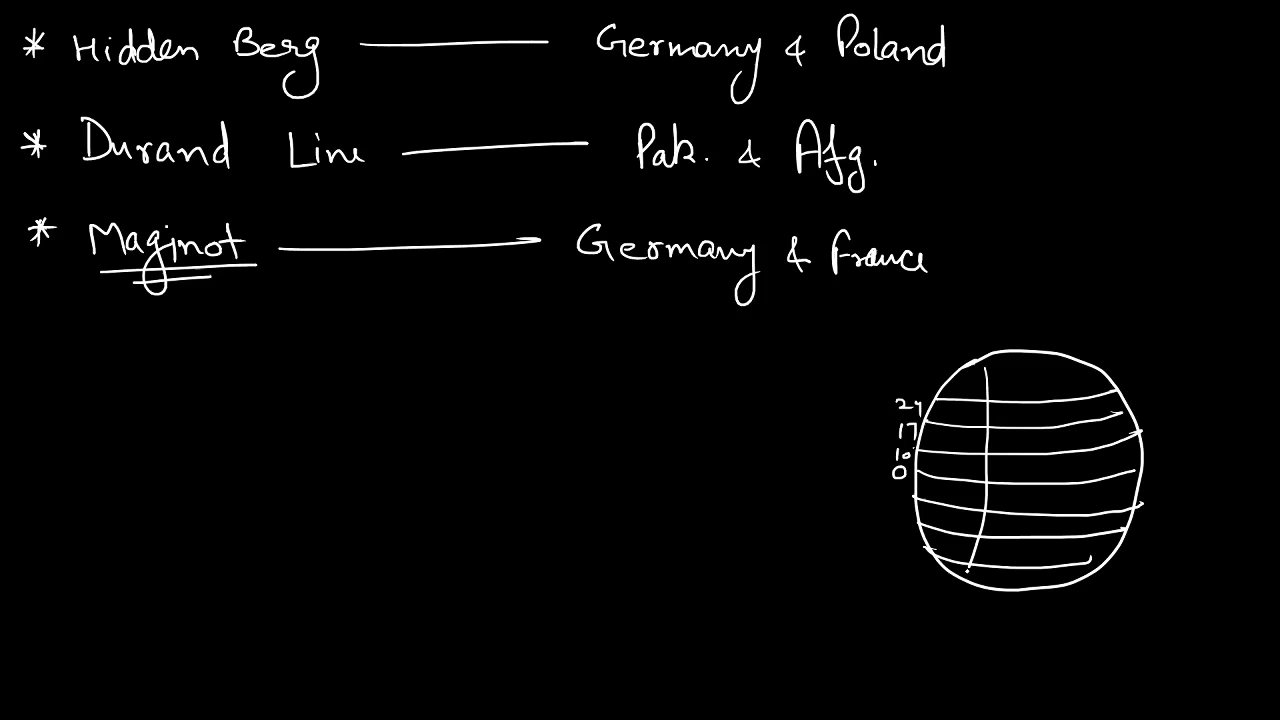 * Hidden Berg — Germany & Poland
* Durand Line — Pak. & Afg.
* Maginot — Germany & France
24
17
10
0